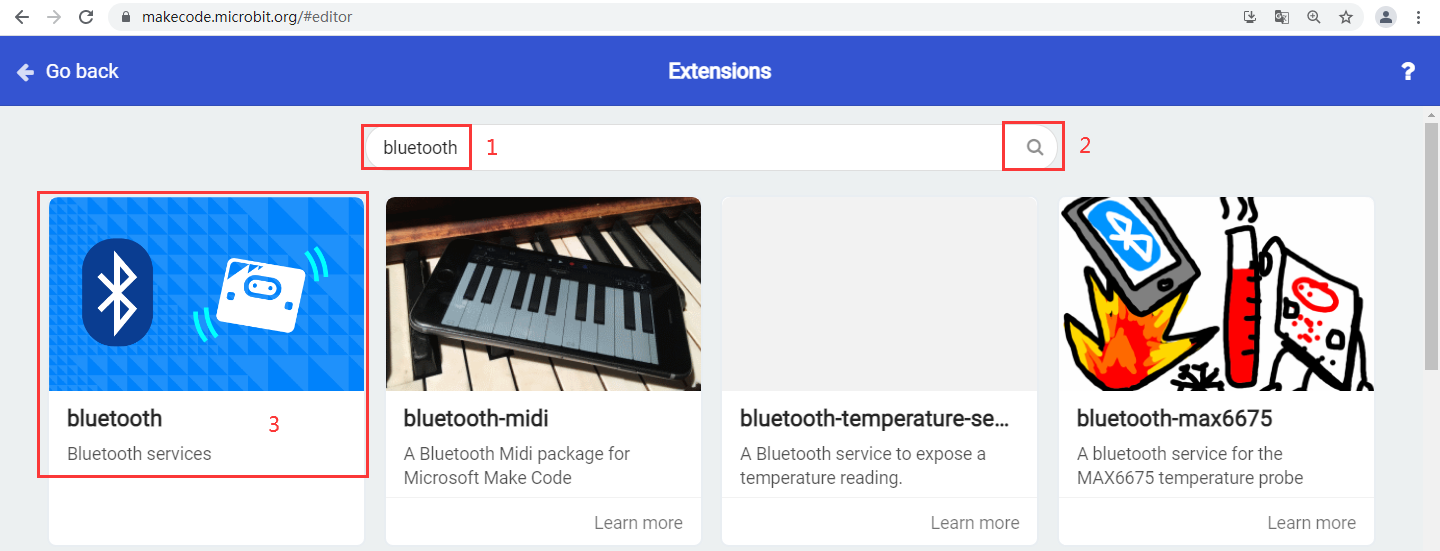 makecode.microbit.org/#editor
Go back
Extensions
?
bluetooth
1
2
bluetooth
3
Bluetooth services
bluetooth-midi
A Bluetooth Midi package for
Microsoft Make Code
Learn more
bluetooth-temperature-se...
A Bluetooth service to expose a
temperature reading.
Learn more
bluetooth-max6675
A bluetooth service for the
MAX6675 temperature probe
Learn more